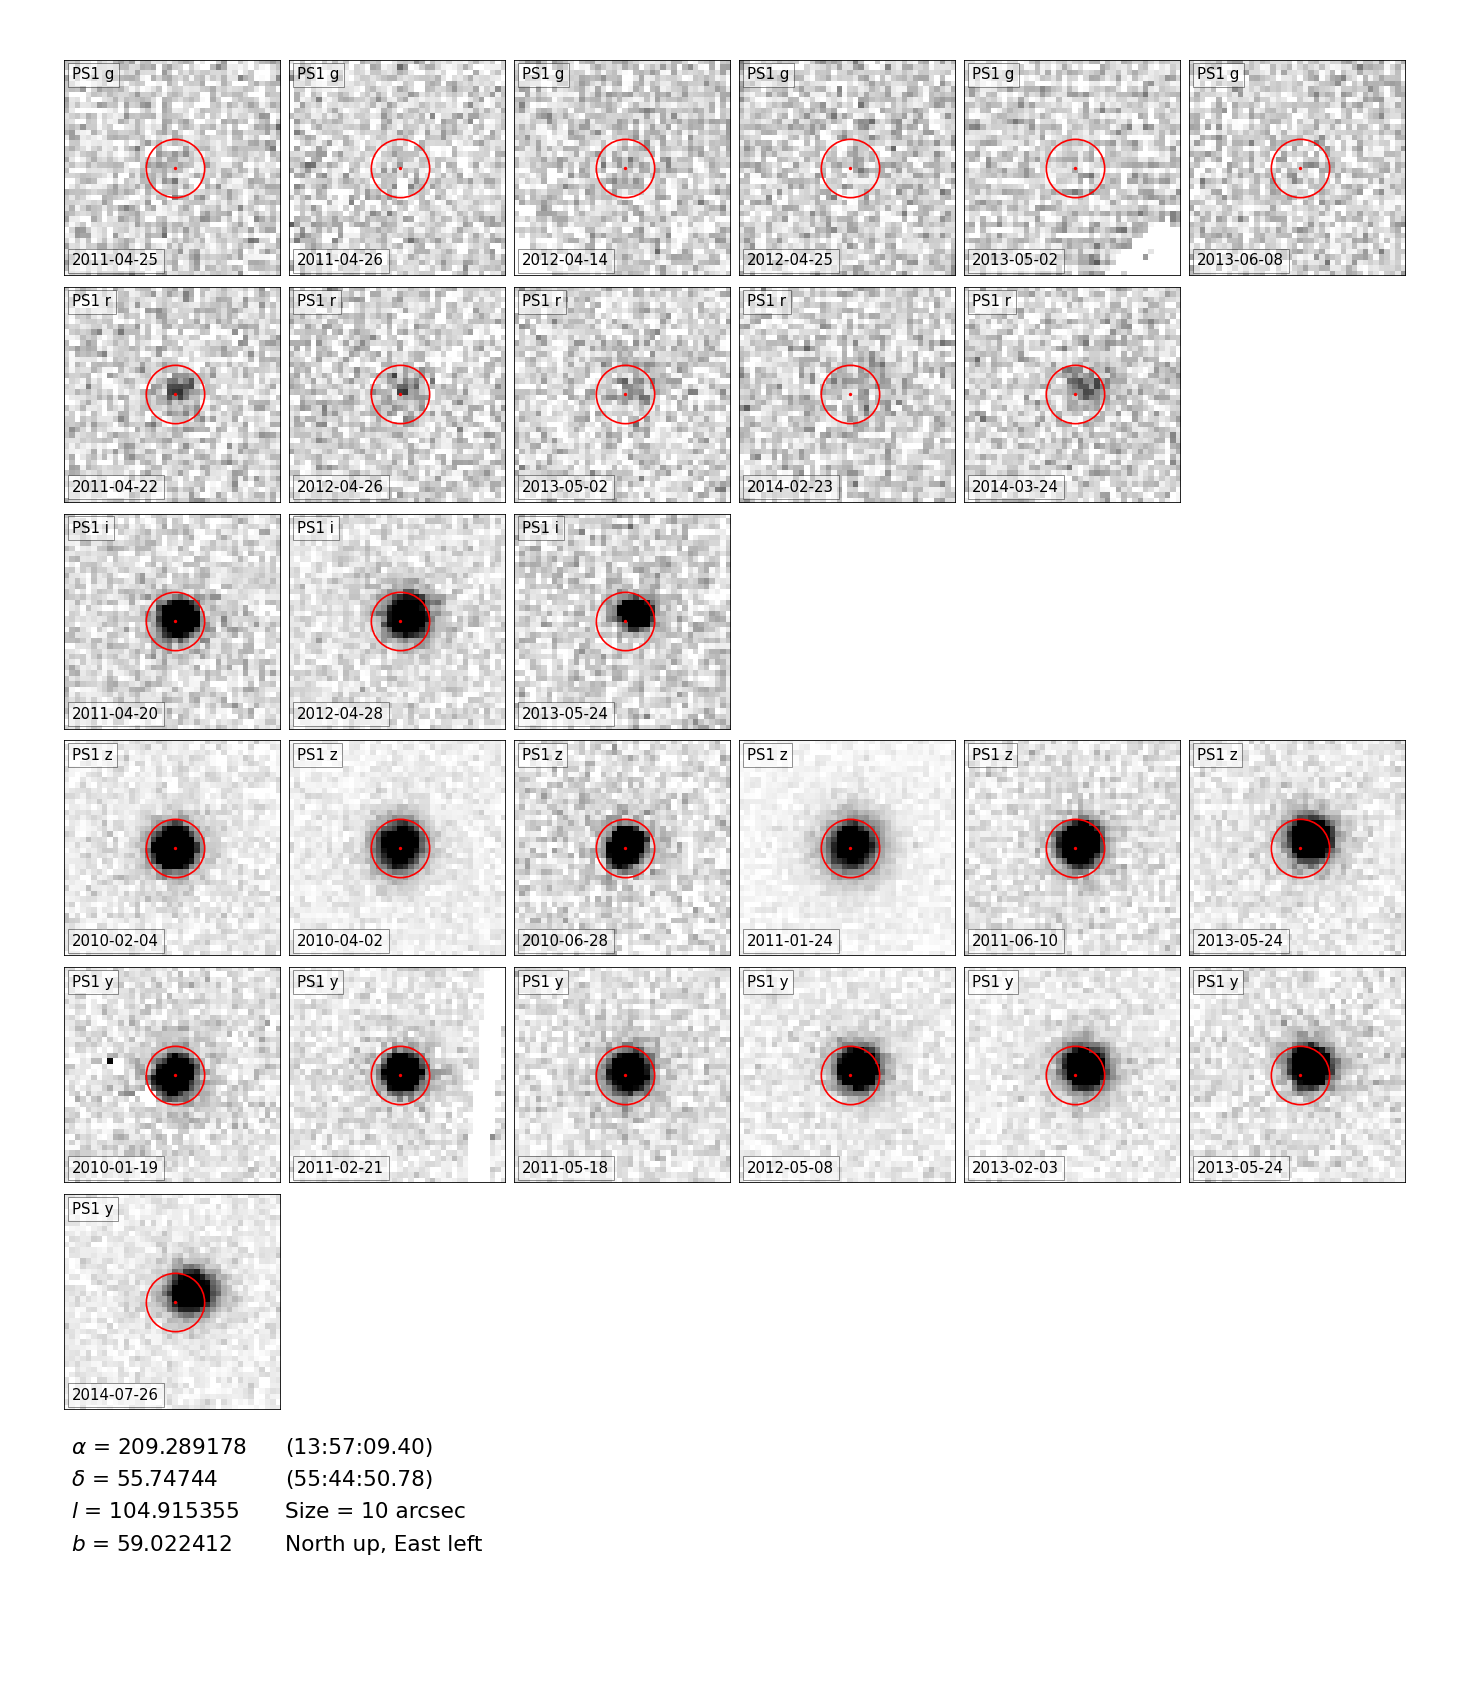 PS1 g PS1 g PS1 g PS1 g PS1 g PS1 g
2011-04-25 2011-04-26 2012-04-14 2012-04-25 2013-05-02 2013-06-08
PS1 r PS1 r PS1 r PS1 r PS1 r
2011-04-22 2012-04-26 2013-05-02 2014-02-23 2014-03-24
PS1 i PS1 i PS1 i
2011-04-20 2012-04-28 2013-05-24
PS1 z PS1 z PS1 z PS1 z PS1 z PS1 z
2010-02-04 2010-04-02 2010-06-28 2011-01-24 2011-06-10 2013-05-24
PS1 y PS1 y PS1 y PS1 y PS1 y PS1 y
2010-01-19 2011-02-21 2011-05-18 2012-05-08 2013-02-03 2013-05-24
PS1 y
2014-07-26
α = 209.289178 (13:57:09.40)
δ = 55.74744 (55:44:50.78)
l = 104.915355 Size = 10 arcsec
b = 59.022412 North up, East left